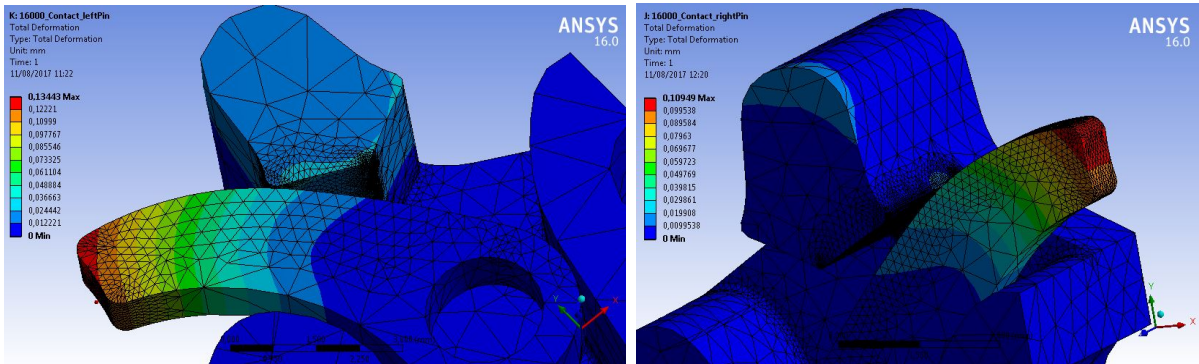 K: 16000_Contact_leftPin
Total Deformation
Type: Total Deformation
Unit: mm
Time: 1
11/08/2017 11:22
0,13443 Max
0,12221
0,10999
0,097767
0,085546
0,073325
0,061104
0,048884
0,036663
0,024442
0,012221
0 Min
ANSYS
16.0
Y
X
J: 16000_Contact_rightPin
Total Deformation
Type: Total Deformation
Unit: mm
Time: 1
11/08/2017 12:20
0,10949 Max
0,099538
0,089584
0,07963
0,069677
0,059723
0,049769
0,039815
0,029861
0,019908
0,0099538
0 Min
ANSYS
16.0
Y
X